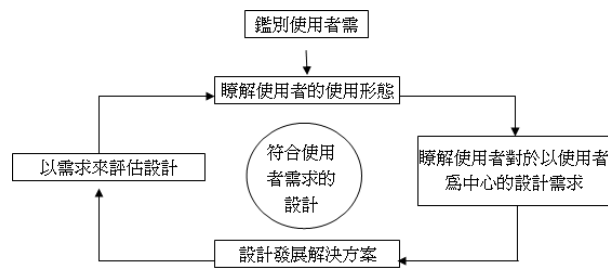 鑑別使用者需
瞭解使用者的使用形態
瞭解使用者對於以使用者
為中心的設計需求
設計發展解決方案
以需求來評估設計
符合使用
者需求的
設計